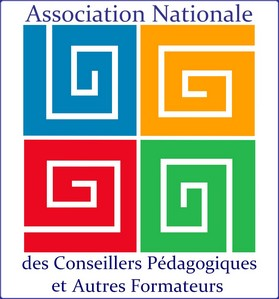 Association Nationale
des Conseillers Pédagogiques
et Autres Formateurs